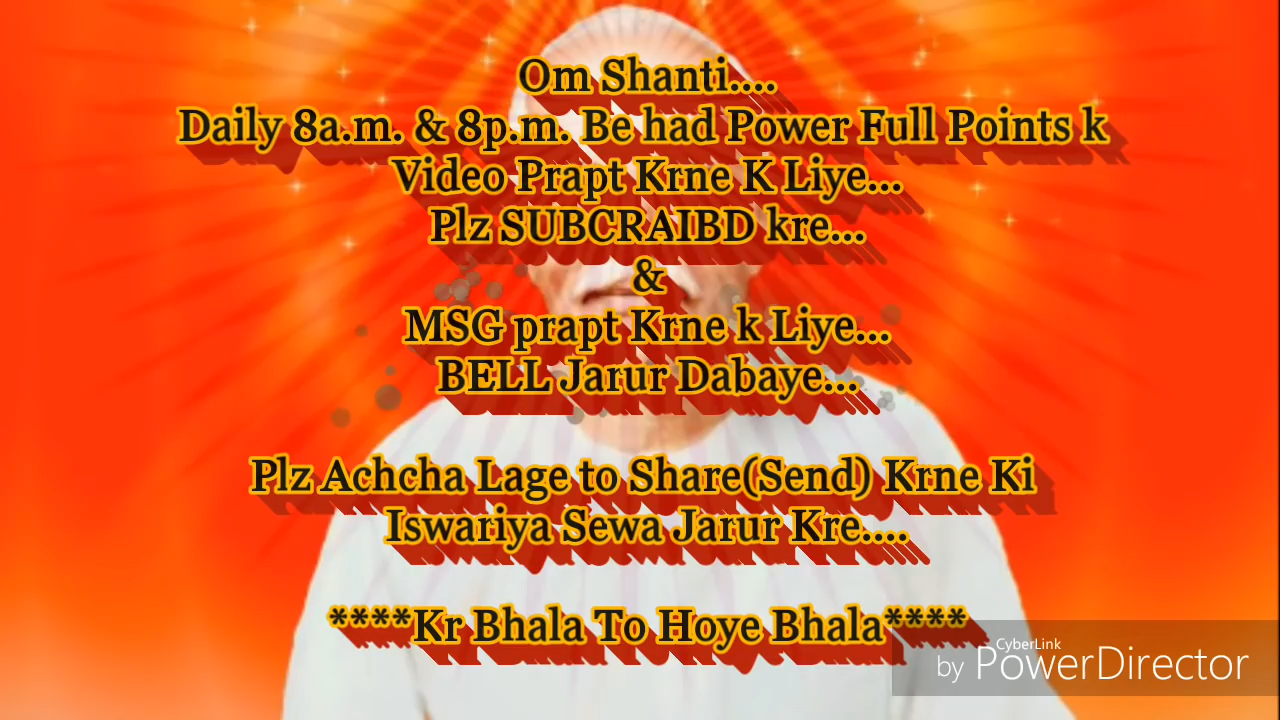 Om Shanti....
Daily 8a.m. & 8p.m. Be had Power Full Points k
Video Prapt Krne K Liye...
Plz SUBCRAIBD kre...
&
MSG prapt Krne k Liye...
BELL Jarur Dabaye...
Plz Achcha Lage to Share(Send) Krne Ki
Iswariya Sewa Jarur Kre....
****Kr Bhala To Hoye Bhala****
CyberLink
by PowerDirector